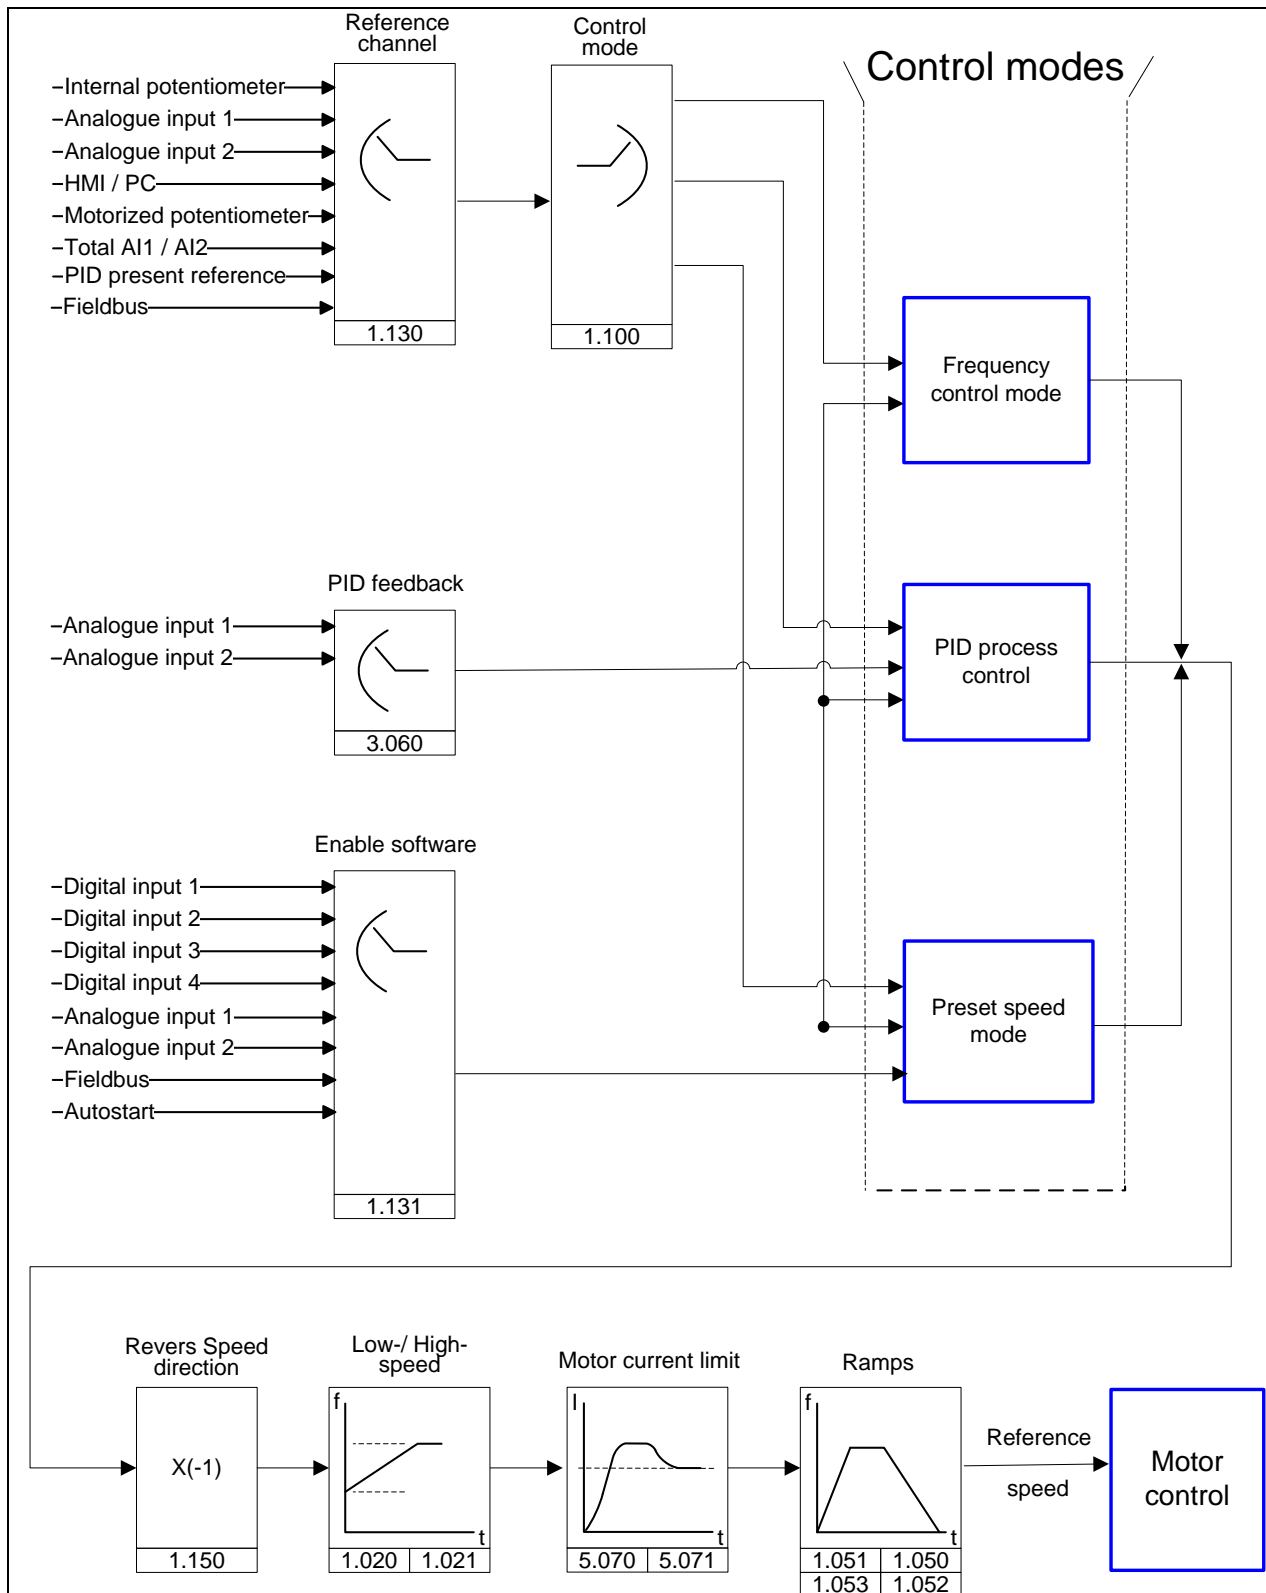 Reference
channel
Control
mode
Control modes
Internal potentiometer
Analogue input 1
Analogue input 2
HMI / PC
Motorized potentiometer
Total AI1 / AI2
PID present reference
Fieldbus
1.130
1.100
Frequency
control mode
PID feedback
Analogue input 1
Analogue input 2
3.060
PID process
control
Enable software
Digital input 1
Digital input 2
Digital input 3
Digital input 4
Analogue input 1
Analogue input 2
Fieldbus
Autostart
1.131
Preset speed
mode
Revers Speed
direction
X(-1)
1.150
Low-/ High-
speed
f
t
1.020 1.021
Motor current limit
I
t
5.070 5.071
Ramps
f
t
1.051 1.050
1.053 1.052
Reference
speed
Motor
control